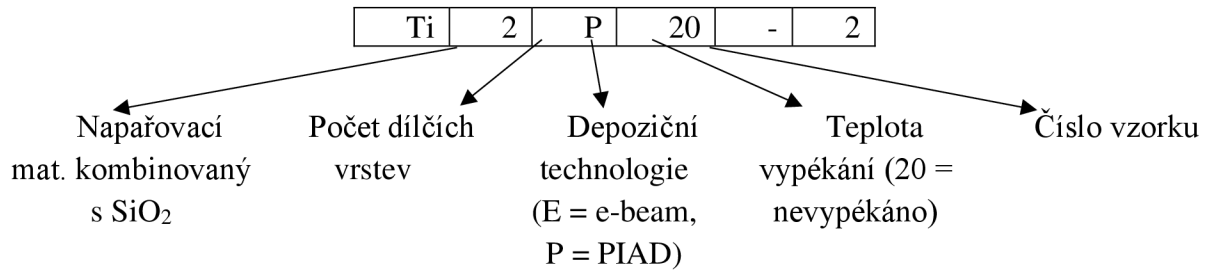 Ti 2 P 20 - 2
Napařovací
mat. kombinovaný
s SiO₂
Počet dílčích
vrstev
Depoziční
technologie
(E = e-beam,
P = PIAD)
Teplota
vypékání (20 =
nevypékáno)
Číslo vzorku